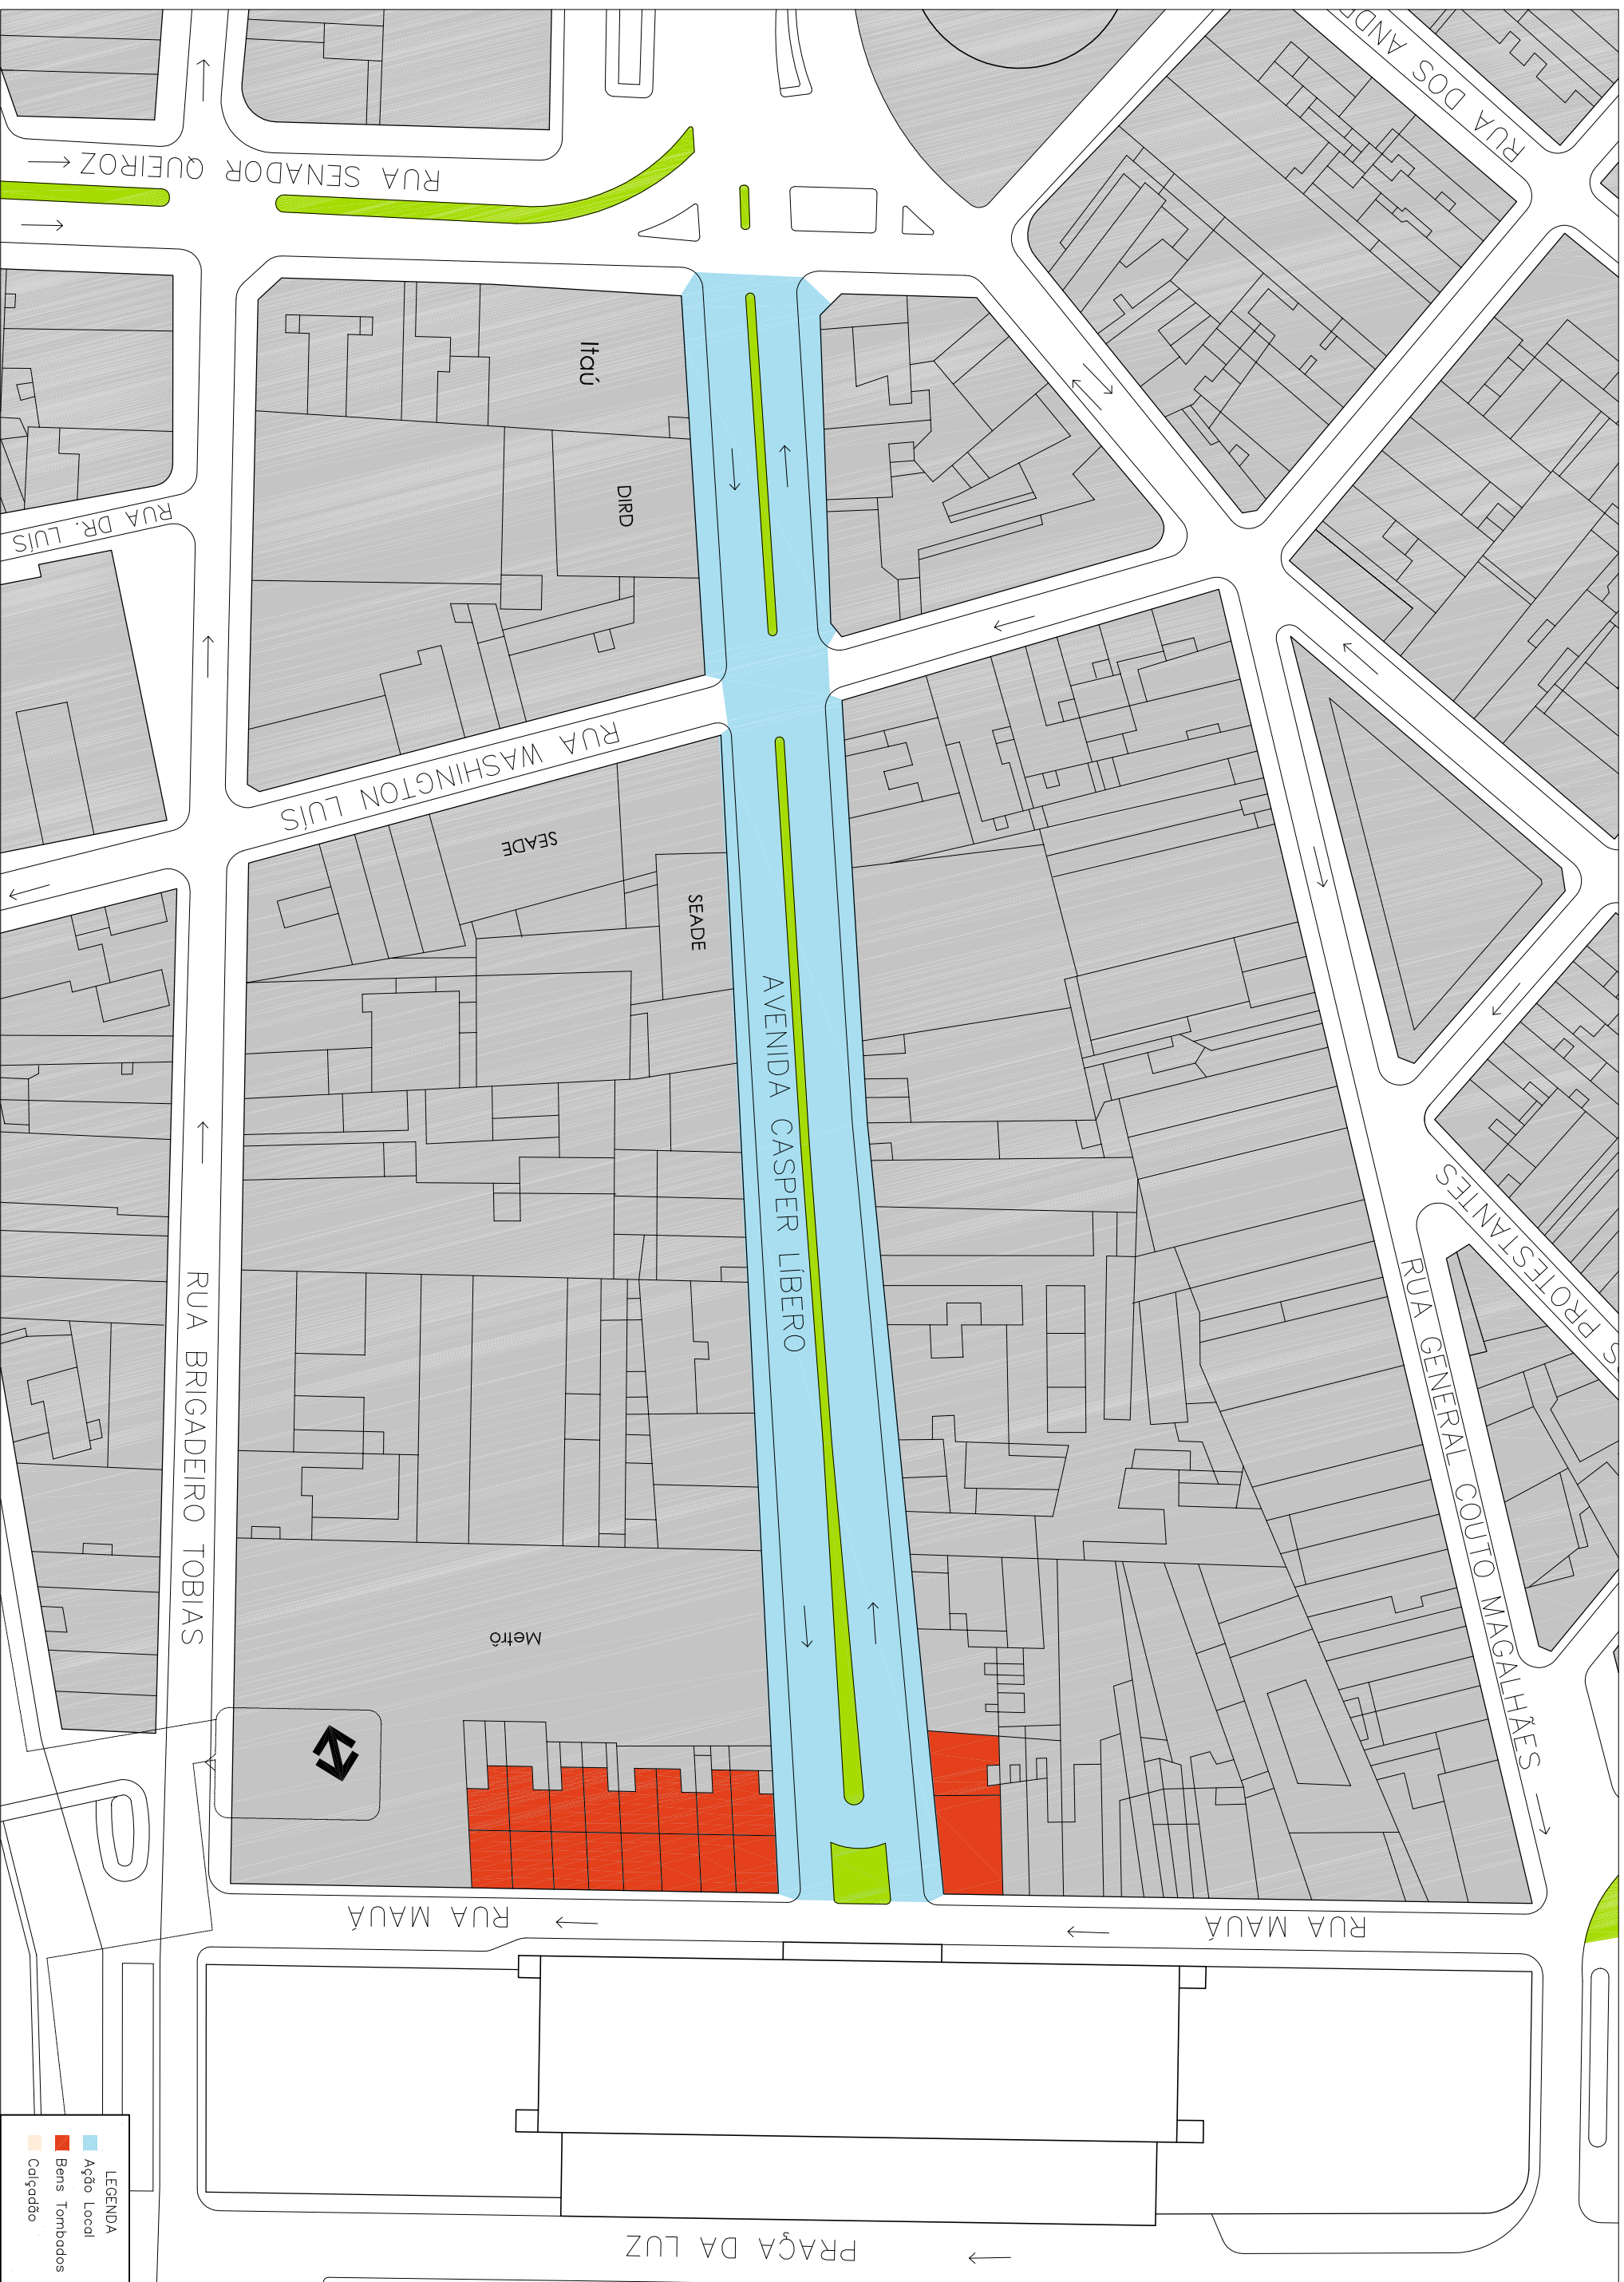 RUA DOS AND
RUA SENADOR QUEIROZ
Itaú
DIRD
RUA DR. LUÍS
RUA WASHINGTON LUÍS
SEADE
SEADE
AVENIDA CASPER LÍBERO
S PROTESTANTES
RUA BRIGADEIRO TOBIAS
RUA GENERAL COUTO MAGALHÃES
Metrô
RUA MAUÁ
RUA MAUÁ
PRAÇA DA LUZ
LEGENDA
Ação Local
Bens Tombados
Calçadão